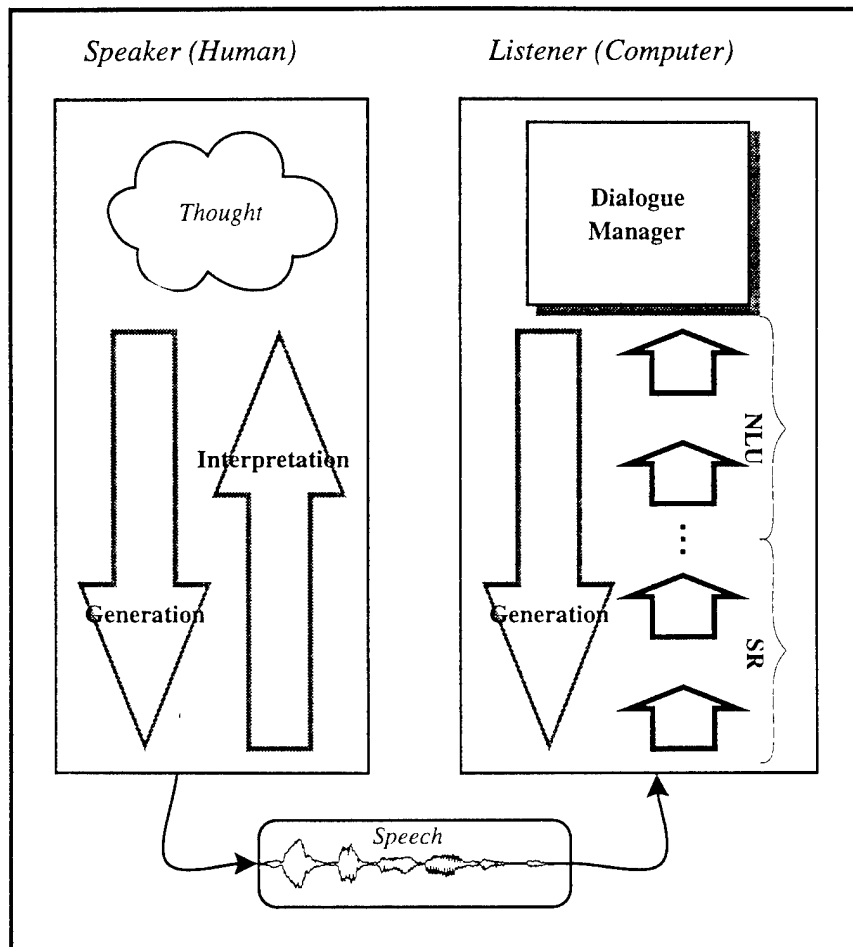 Speaker (Human)
Listener (Computer)
Thought
Dialogue
Manager
Interpretation
Generation
Generation
NLU
...
SR
Speech